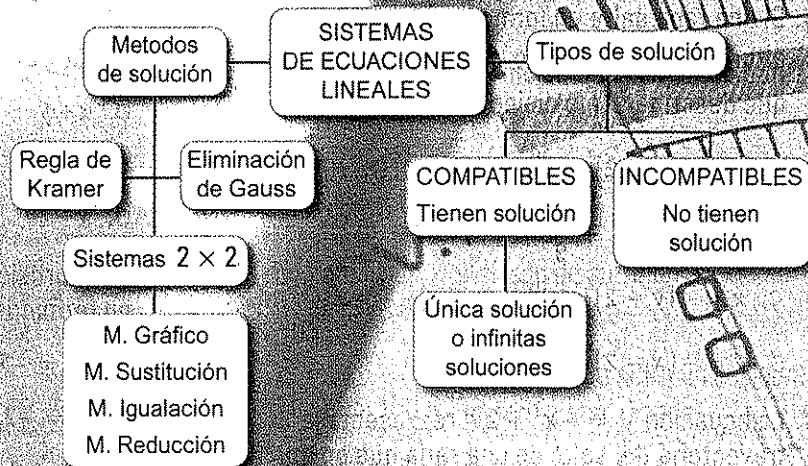 SISTEMAS
DE ECUACIONES
LINEALES
Metodos
de solución
Regla de
Kramer
Eliminación
de Gauss
Sistemas 2 × 2
M. Gráfico
M. Sustitución
M. Igualación
M. Reducción
Tipos de solución
COMPATIBLES
Tienen solución
Única solución
o infinitas
soluciones
INCOMPATIBLES
No tienen
solución